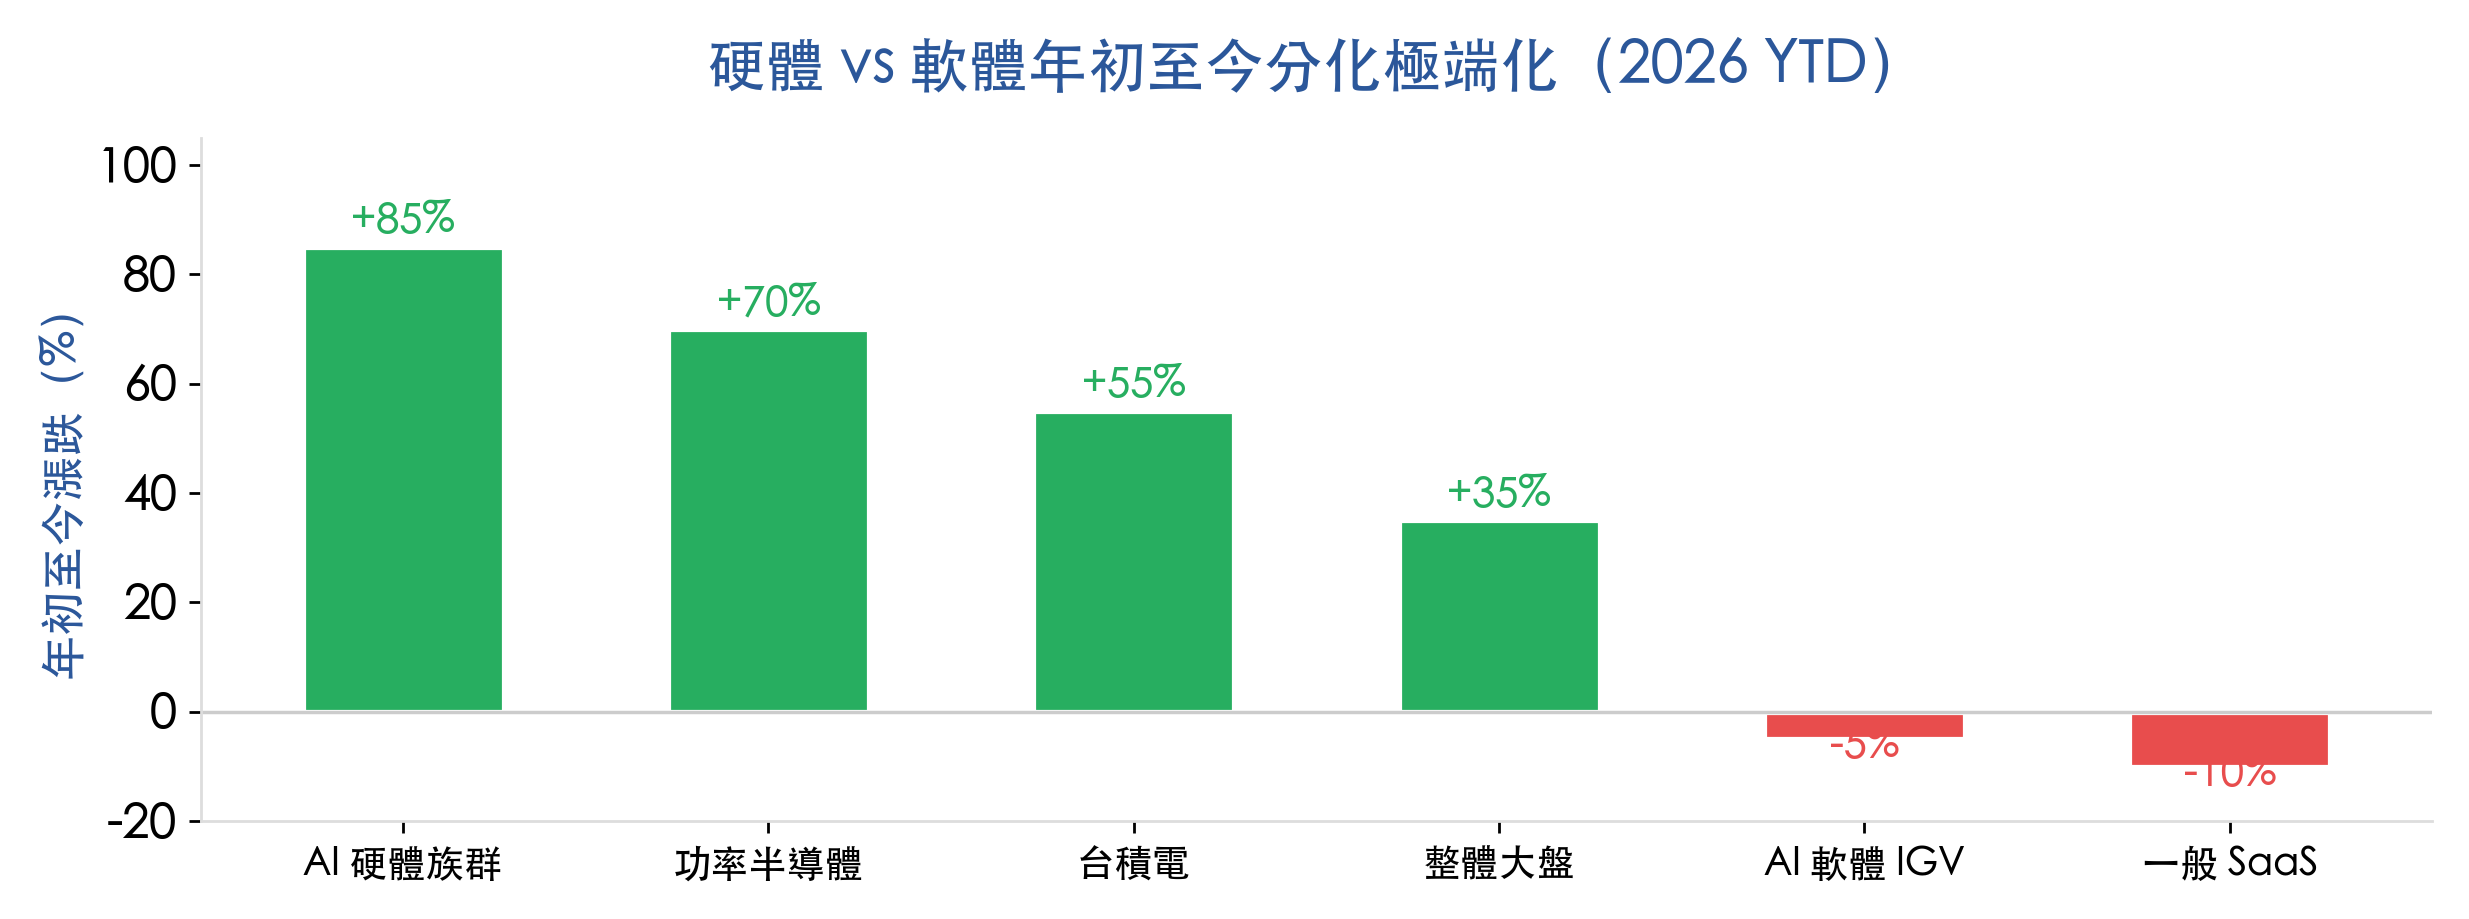 硬體 vs 軟體年初至今分化極端化（2026 YTD）
年初至今漲跌（%）
100
80
60
40
20
0
-20
+85%
+70%
+55%
+35%
-5%
-10%
AI 硬體族群
功率半導體
台積電
整體大盤
AI 軟體 IGV
一般 SaaS